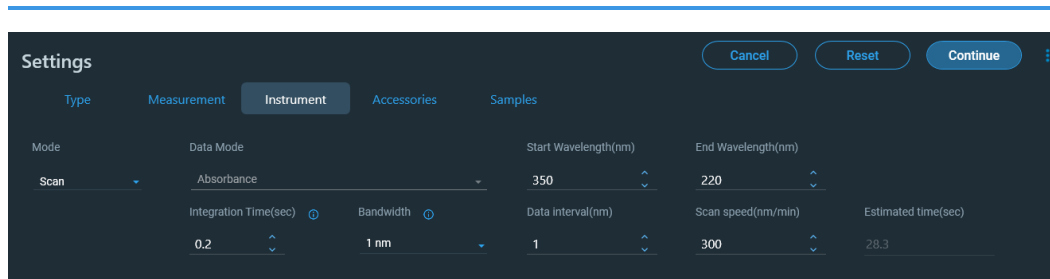 Settings
Cancel Reset Continue
Type Measurement Instrument Accessories Samples
Mode Data Mode Start Wavelength(nm) End Wavelength(nm)
Scan Absorbance 350 220
Integration Time(sec) Bandwidth Data interval(nm) Scan speed(nm/min) Estimated time(sec)
0.2 1 nm 1 300 28.3